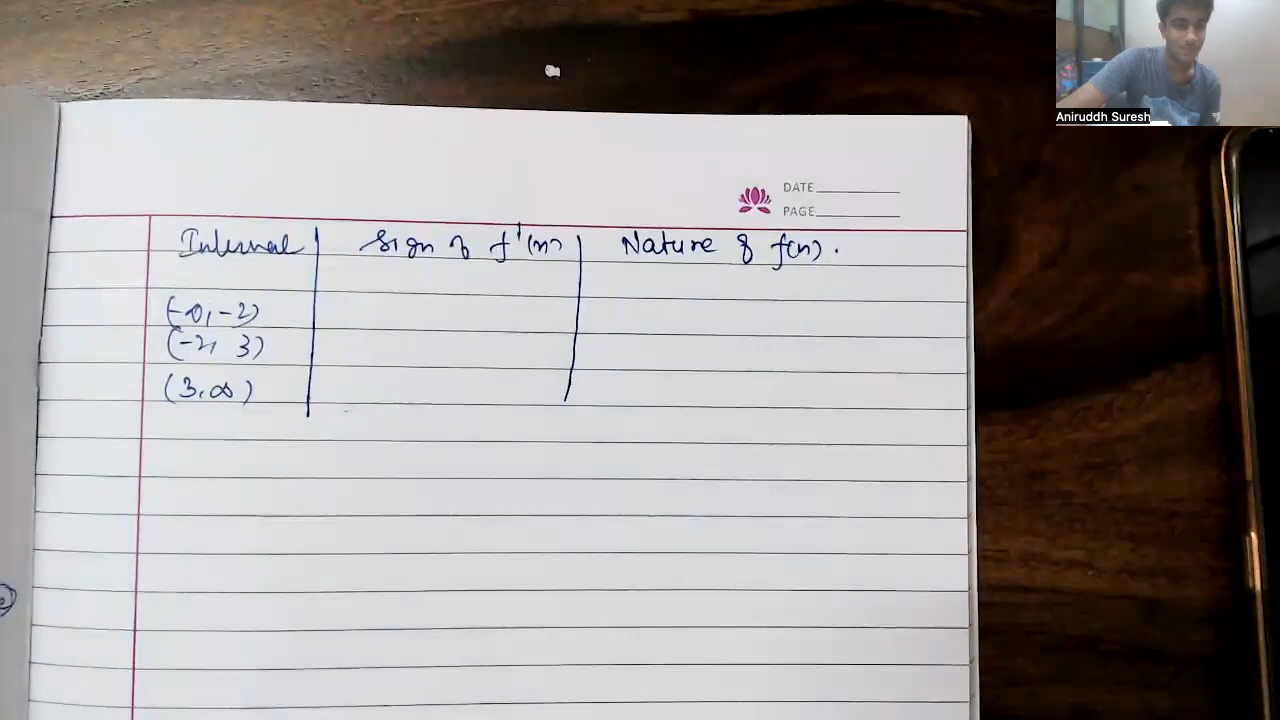 Aniruddh Suresh
DATE
PAGE
Interval Sign of f'(x) Nature of f(x).
(-∞, -2)
(-2, 3)
(3, ∞)